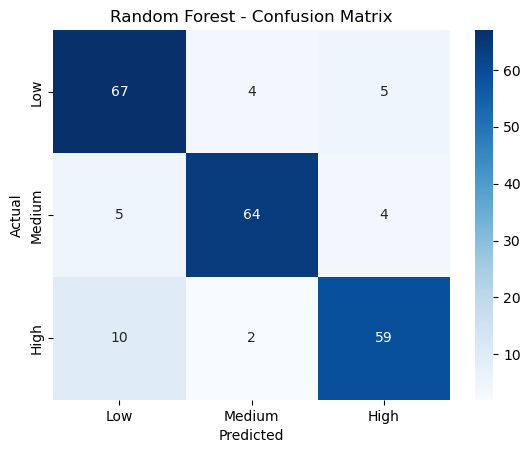 Random Forest - Confusion Matrix
Actual
Low
67 4 5
Medium
5 64 4
High
10 2 59
Low Medium High
Predicted
60
50
40
30
20
10